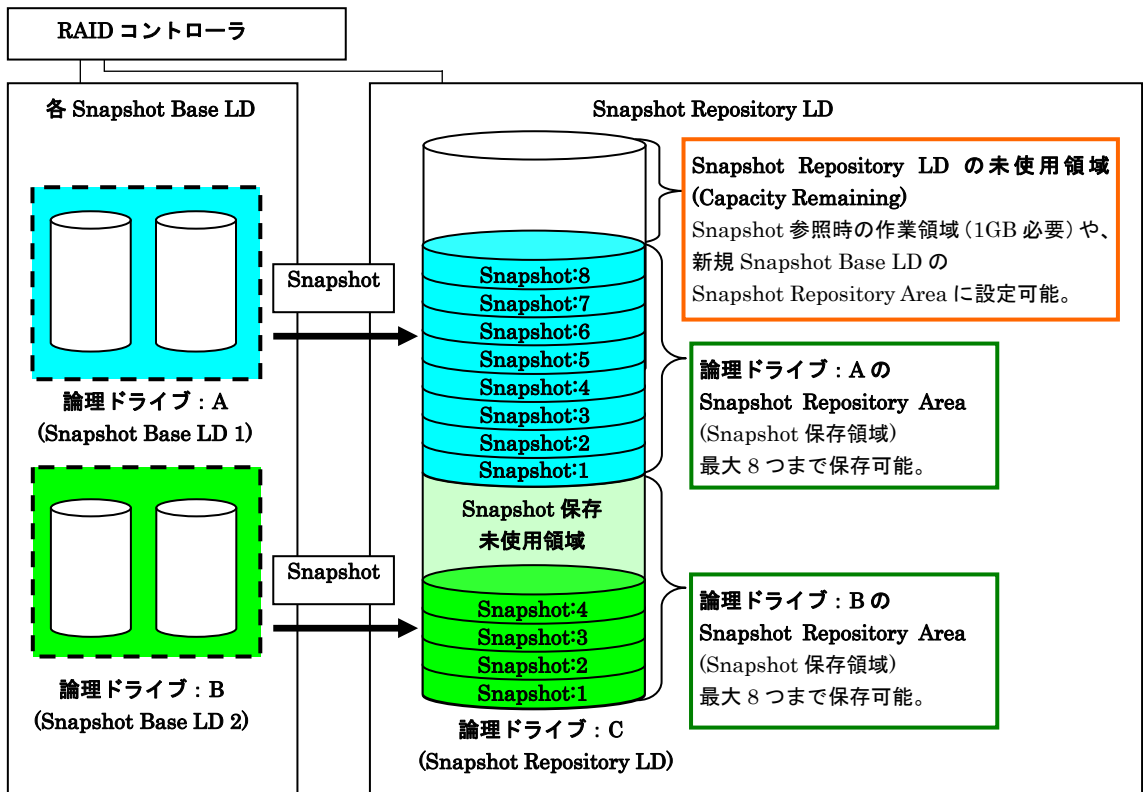 RAID コントローラ
各 Snapshot Base LD
論理ドライブ：A
(Snapshot Base LD 1)
論理ドライブ：B
(Snapshot Base LD 2)
Snapshot
Snapshot
Snapshot Repository LD
Snapshot:8
Snapshot:7
Snapshot:6
Snapshot:5
Snapshot:4
Snapshot:3
Snapshot:2
Snapshot:1
Snapshot 保存
未使用領域
Snapshot:4
Snapshot:3
Snapshot:2
Snapshot:1
論理ドライブ：C
(Snapshot Repository LD)
Snapshot Repository LD の未使用領域
(Capacity Remaining)
Snapshot 参照時の作業領域（1GB 必要）や、
新規 Snapshot Base LD の
Snapshot Repository Area に設定可能。
論理ドライブ：A の
Snapshot Repository Area
(Snapshot 保存領域)
最大 8 つまで保存可能。
論理ドライブ：B の
Snapshot Repository Area
(Snapshot 保存領域)
最大 8 つまで保存可能。